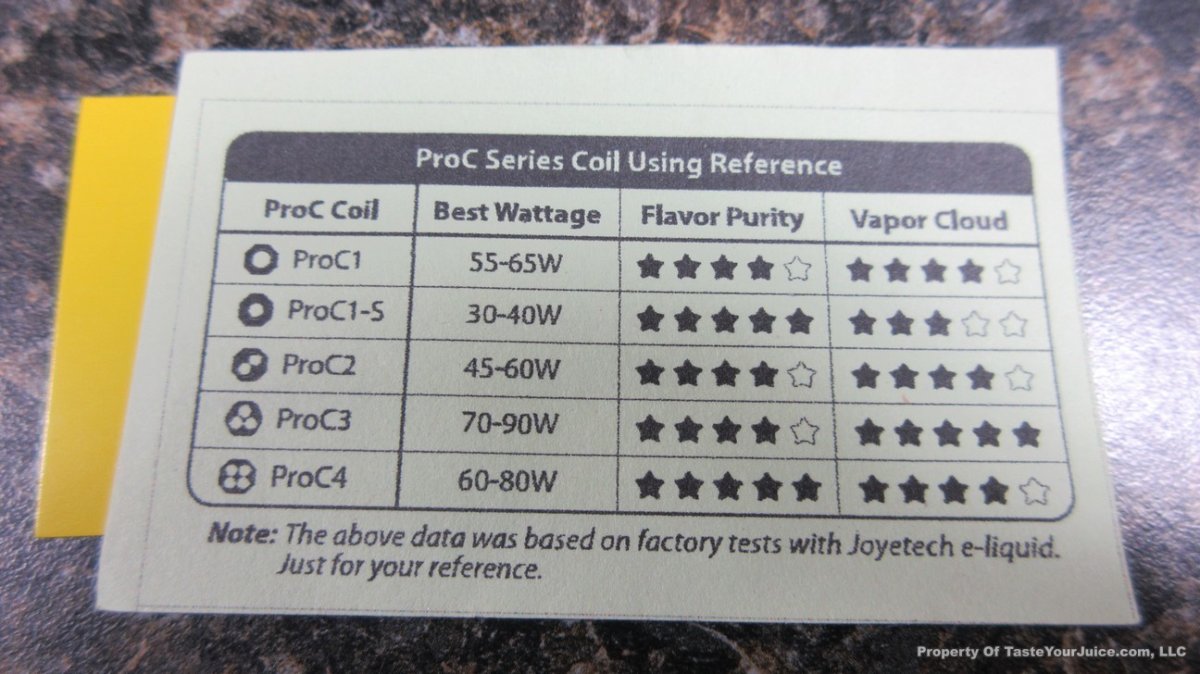 ProC Series Coil Using Reference
ProC Coil Best Wattage Flavor Purity Vapor Cloud
ProC1 55-65W ★★★★☆ ★★★★☆
ProC1-S 30-40W ★★★★★ ★★★☆☆
ProC2 45-60W ★★★★☆ ★★★★☆
ProC3 70-90W ★★★★☆ ★★★★★
ProC4 60-80W ★★★★★ ★★★★☆
Note: The above data was based on factory tests with Joyetech e-liquid.
Just for your reference.
Property Of TasteYourJuice.com, LLC